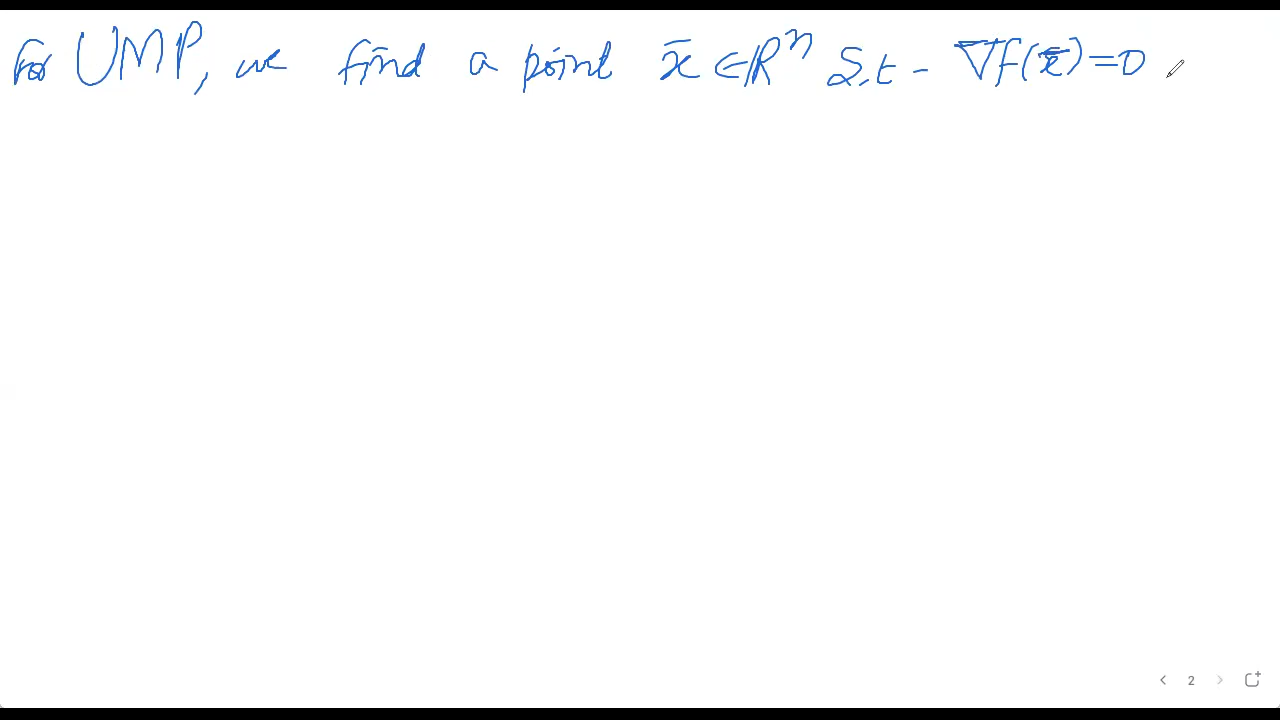 For UMP, we find a point x̄ ∈ ℝⁿ S.t. ∇f(x̄) = 0
2